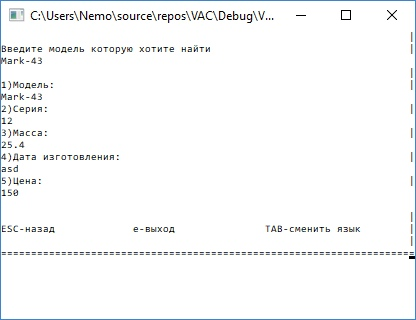 C:\Users\Nemo\source\repos\VAC\Debug\V...
Введите модель которую хотите найти
Mark-43
1)Модель:
Mark-43
2)Серия:
12
3)Масса:
25.4
4)Дата изготовления:
asd
5)Цена:
150
ESC-назад е-выход TAB-сменить язык